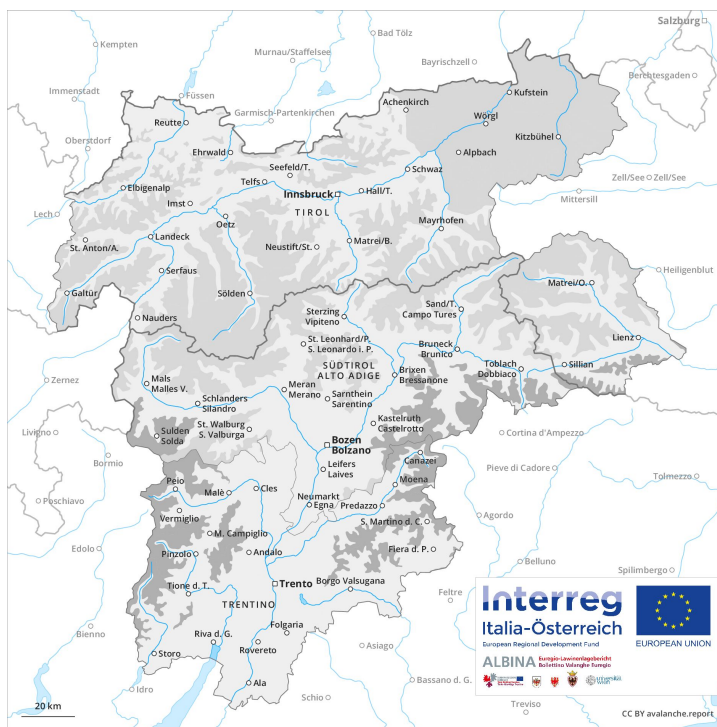 Salzburg
Kempten
Bad Tölz
Murnau/Staffelsee
Bayrischzell
Berchtesgaden
Immenstadt
Füssen
Achenkirch
Kufstein
Garmisch-Partenkirchen
Reutte
Wörgl
Oberstdorf
Ehrwald
Kitzbühel
Alpbach
Seefeld/T.
Schwaz
Zell/See
Zell/See
Telfs
Elbigenalp
Innsbruck
Hall/T.
Mittersill
Imst
Lech
TIROL
Mayrhofen
Oetz
Landeck
St. Anton/A.
Neustift/St.
Matrei/B.
Serfaus
Heiligenblut
Matrei/O.
Galtür
Sölden
Sand/T.
Campo Tures
Nauders
Sterzing
Vipiteno
Lienz
St. Leonhard/P.
S. Leonardo i. P.
Bruneck
Brunico
Toblach
Dobbiaco
Sillian
SÜDTIROL
ALTO ADIGE
Brixen
Bressanone
Zernez
Mals
Malles V.
Meran
Merano
Schlanders
Silandro
Sarnthein
Sarentino
St. Walburg
S. Valburga
Kastelruth
Castelrotto
Livigno
Sulden
Solda
Cortina d'Ampezzo
Bozen
Bolzano
Bormio
Canazei
Pieve di Cadore
Leifers
Laives
Tolmezzo
Peio
Moena
Malè
Cles
Poschiavo
Neumarkt
Egna
Predazzo
Vermiglio
Agordo
S. Martino d. C.
M. Campiglio
Edolo
Pinzolo
Andalo
Fiera d. P.
Belluno
Spilimbergo
Tione d. T.
Trento
Borgo Valsugana
Feltre
TRENTINO
Bienno
Folgaria
Riva d. G.
Storo
Rovereto
Asiago
Idro
Ala
Bassano d. G.
Schio
Treviso
20 km
Interreg
Italia-Österreich
European Regional Development Fund
EUROPEAN UNION
ALBINA Euregio-Lawinenlagebericht
Bollettino Valanghe Euregio
CC BY avalanche.report